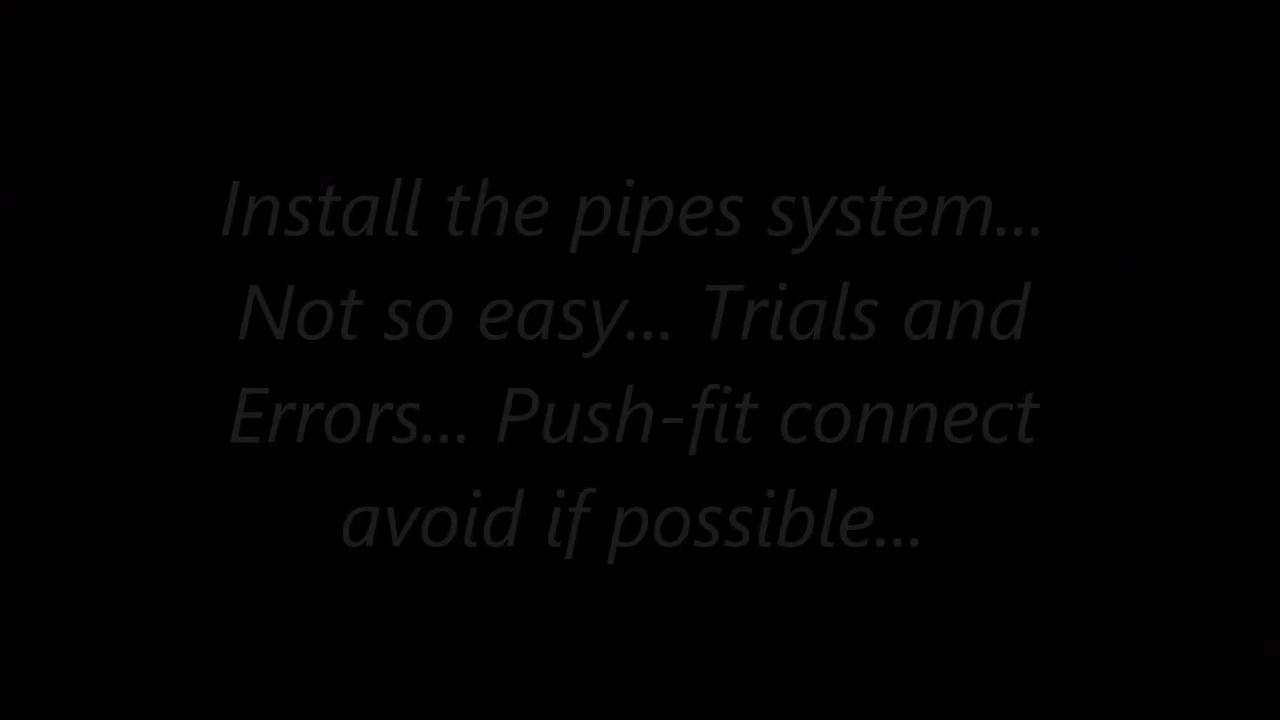 Install the pipes system...
Not so easy... Trials and
Errors... Push-fit connect
avoid if possible...